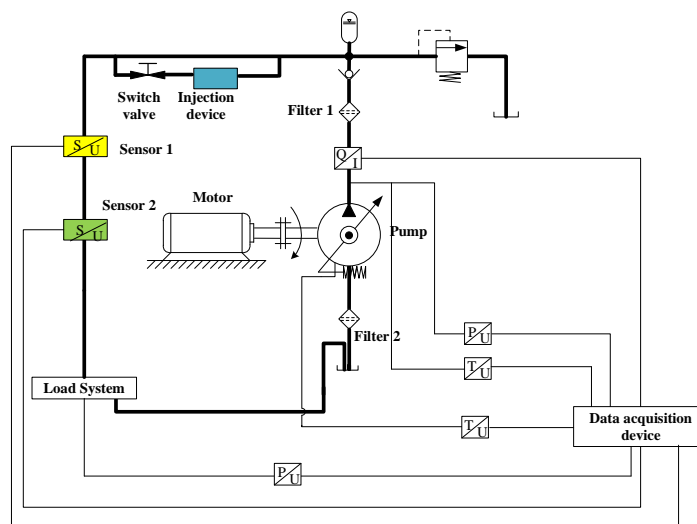 Switch
valve
Injection
device
Filter 1
S
U
Sensor 1
Q
I
Motor
Sensor 2
S
U
Pump
Filter 2
P
U
T
U
Load System
T
U
Data acquisition
device
P
U